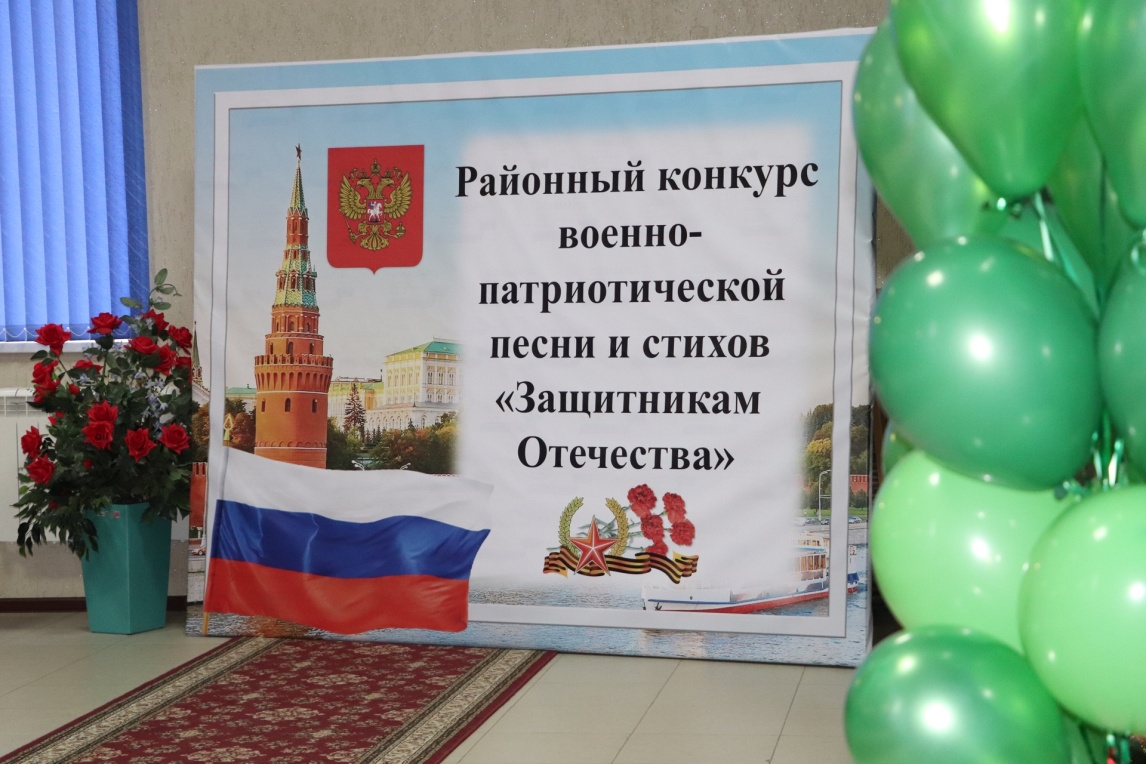 Районный конкурс
военно-
патриотической
песни и стихов
«Защитникам
Отечества»